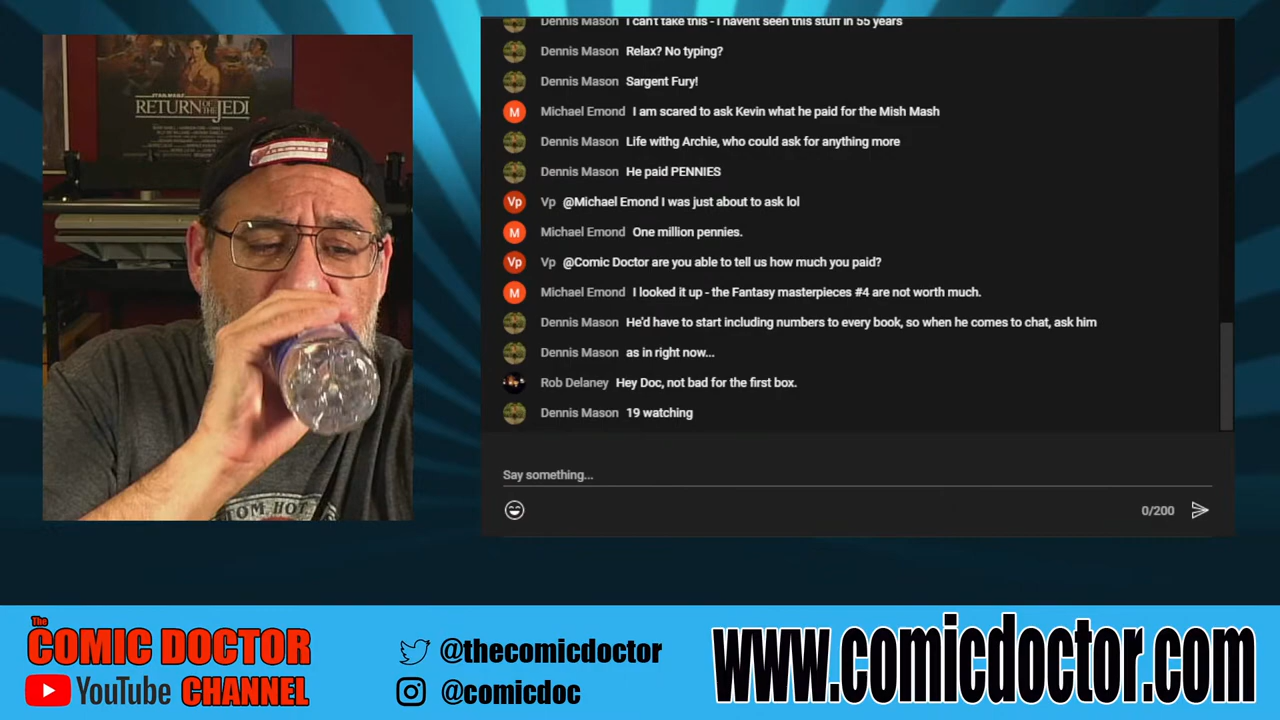 STAR WARS
RETURN OF THE JEDI
OM HOT
Dennis Mason I can't take this - I havent seen this stuff in 55 years
Dennis Mason Relax? No typing?
Dennis Mason Sargent Fury!
M Michael Emond I am scared to ask Kevin what he paid for the Mish Mash
Dennis Mason Life withg Archie, who could ask for anything more
Dennis Mason He paid PENNIES
Vp Vp @Michael Emond I was just about to ask lol
M Michael Emond One million pennies.
Vp Vp @Comic Doctor are you able to tell us how much you paid?
M Michael Emond I looked it up - the Fantasy masterpieces #4 are not worth much.
Dennis Mason He'd have to start including numbers to every book, so when he comes to chat, ask him
Dennis Mason as in right now...
Rob Delaney Hey Doc, not bad for the first box.
Dennis Mason 19 watching
Say something...
0/200
The
COMIC DOCTOR
YouTube CHANNEL
@thecomicdoctor
@comicdoc
www.comicdoctor.com